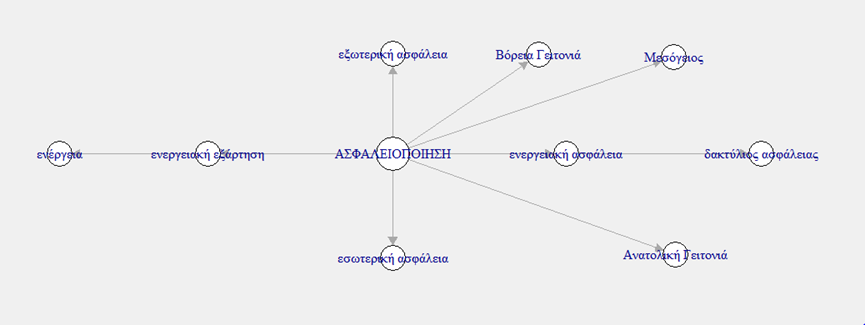 εξωτερική ασφάλεια
Βόρεια Γειτονιά
Μεσόγειος
ενέργεια
ενεργειακή εξάρτηση
ΑΣΦΑΛΕΙΟΠΟΙΗΣΗ
ενεργειακή ασφάλεια
δακτύλιος ασφάλειας
εσωτερική ασφάλεια
Ανατολική Γειτονιά